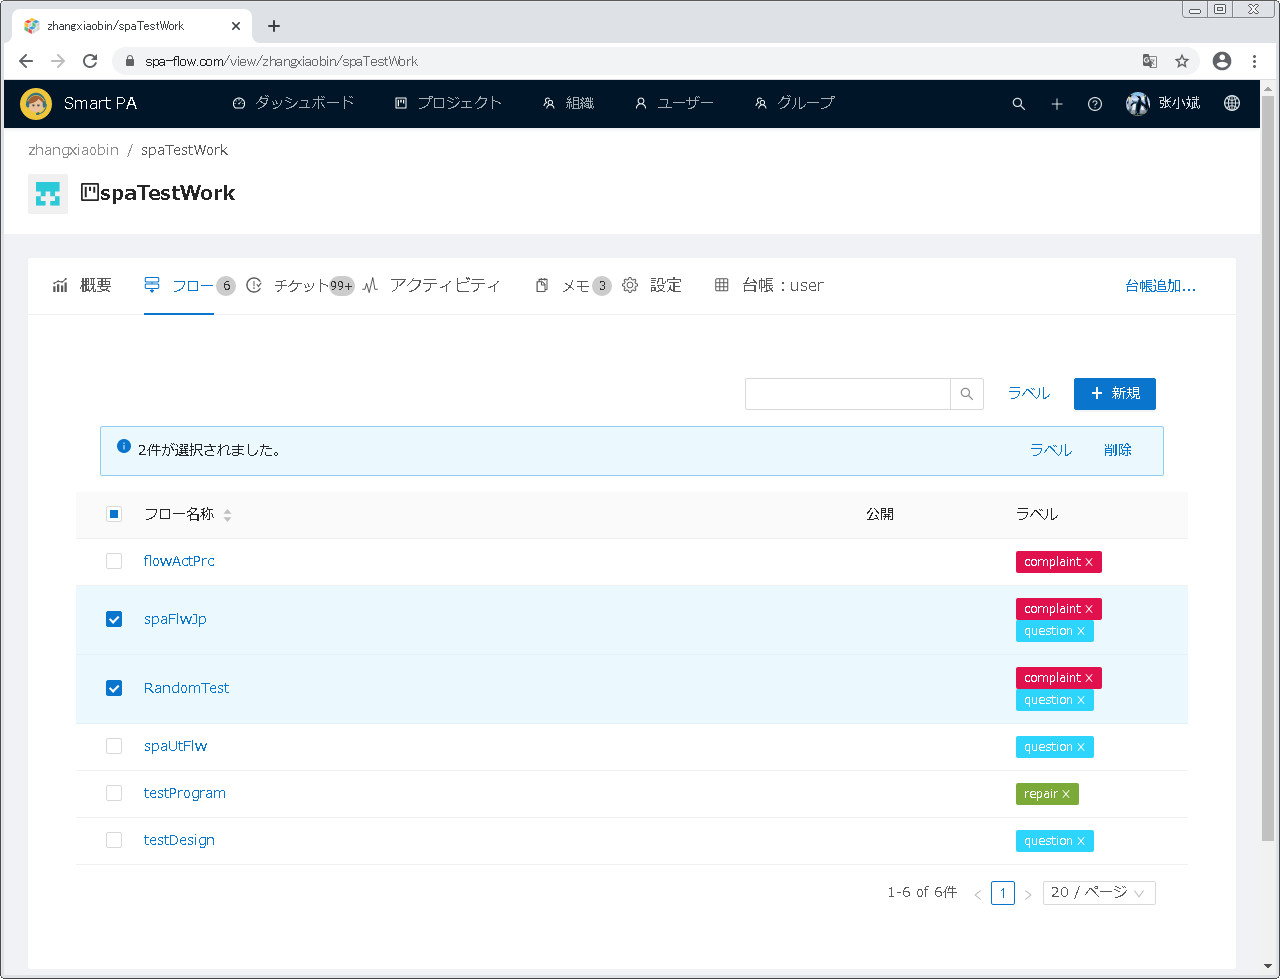 zhangxiaobin/spaTestWork
spa-flow.com/view/zhangxiaobin/spaTestWork
Smart PA ダッシュボード プロジェクト 組織 ユーザー グループ 张小斌
zhangxiaobin / spaTestWork
spaTestWork
概要 フロー 6 チケット 99+ アクティビティ メモ 3 設定 台帳：user 台帳追加...
ラベル + 新規
2件が選択されました。 ラベル 削除
フロー名称 公開 ラベル
flowActPrc complaint ×
spaFlwJp complaint ×
question ×
RandomTest complaint ×
question ×
spaUtFlw question ×
testProgram repair ×
testDesign question ×
1-6 of 6件 < 1 > 20 / ページ